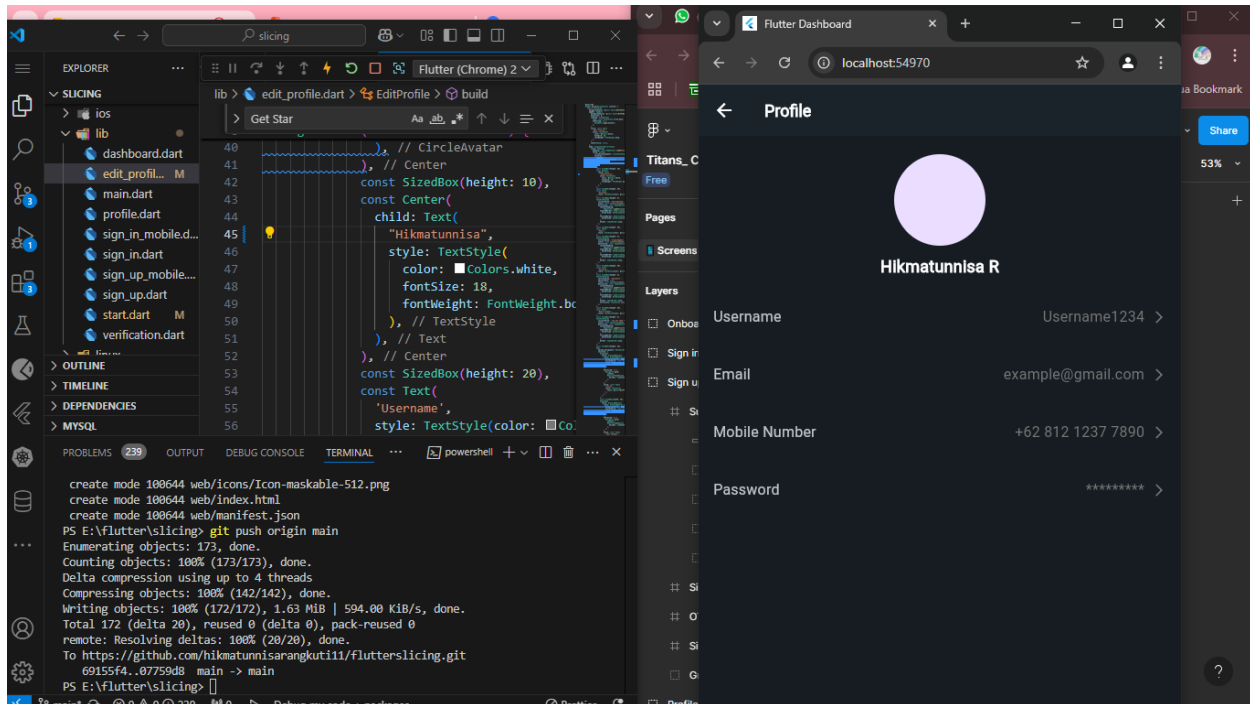 slicing
EXPLORER
Flutter (Chrome) 2
SLICING
ios
lib
dashboard.dart
edit_profil... M
main.dart
profile.dart
sign_in_mobile.d...
sign_in.dart
sign_up_mobile....
sign_up.dart
start.dart M
verification.dart
OUTLINE
TIMELINE
DEPENDENCIES
MYSQL
3
1
3
lib > edit_profile.dart > EditProfile > build
Get Star
Aa ab .*
40 ), // CircleAvatar
41 ), // Center
42 const SizedBox(height: 10),
43 const Center(
44 child: Text(
45 "Hikmatunnisa",
46 style: TextStyle(
47 color: Colors.white,
48 fontSize: 18,
49 fontWeight: FontWeight.bo
50 ), // TextStyle
51 ), // Text
52 ), // Center
53 const SizedBox(height: 20),
54 const Text(
55 'Username',
56 style: TextStyle(color: Co
PROBLEMS 239 OUTPUT DEBUG CONSOLE TERMINAL ... powershell
create mode 100644 web/icons/Icon-maskable-512.png
create mode 100644 web/index.html
create mode 100644 web/manifest.json
PS E:\flutter\slicing> git push origin main
Enumerating objects: 173, done.
Counting objects: 100% (173/173), done.
Delta compression using up to 4 threads
Compressing objects: 100% (142/142), done.
Writing objects: 100% (172/172), 1.63 MiB | 594.00 KiB/s, done.
Total 172 (delta 20), reused 0 (delta 0), pack-reused 0
remote: Resolving deltas: 100% (20/20), done.
To https://github.com/hikmatunnisarangkuti11/flutterslicing.git
69155f4..07759d8 main -> main
PS E:\flutter\slicing>
Titans_ C
Free
Pages
Screens
Layers
Onboa
Sign in
Sign u
Su
Si
O
Si
G
Flutter Dashboard
localhost:54970
Profile
Hikmatunnisa R
Username Username1234 >
Email example@gmail.com >
Mobile Number +62 812 1237 7890 >
Password ********* >
ua Bookmark
Share
53%
?